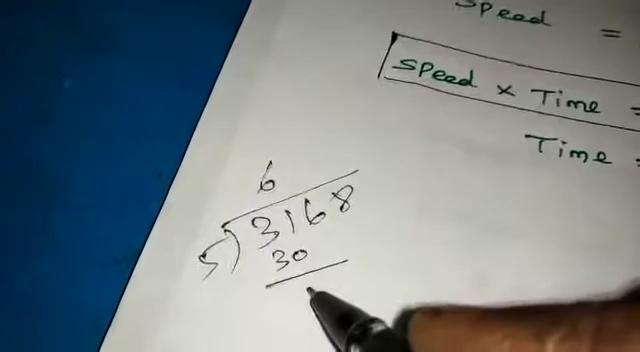 Speed =
Speed × Time =
Time =
6
5)3168
30